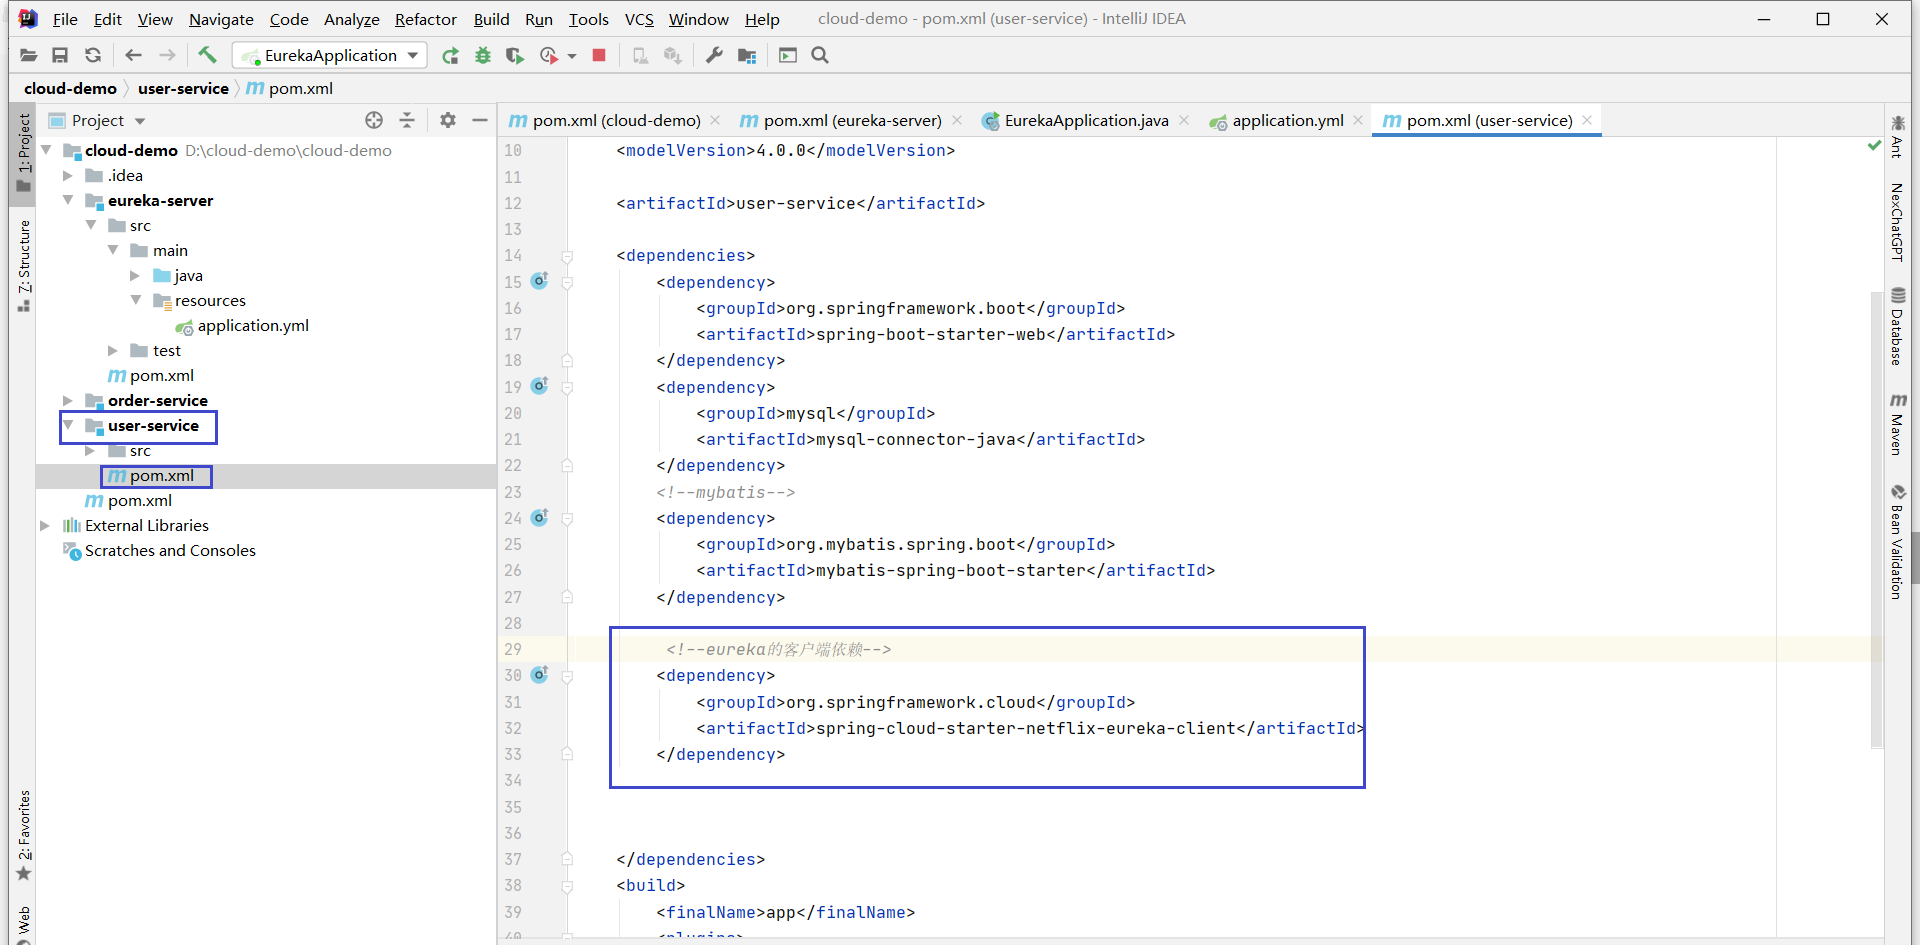 File Edit View Navigate Code Analyze Refactor Build Run Tools VCS Window Help cloud-demo - pom.xml (user-service) - IntelliJ IDEA
EurekaApplication
cloud-demo user-service pom.xml
Project
pom.xml (cloud-demo) pom.xml (eureka-server) EurekaApplication.java application.yml pom.xml (user-service)
1: Project
7: Structure
2: Favorites
Web
cloud-demo D:\cloud-demo\cloud-demo
.idea
eureka-server
src
main
java
resources
application.yml
test
pom.xml
order-service
user-service
src
pom.xml
pom.xml
External Libraries
Scratches and Consoles
10 <modelVersion>4.0.0</modelVersion>
11
12 <artifactId>user-service</artifactId>
13
14 <dependencies>
15 <dependency>
16 <groupId>org.springframework.boot</groupId>
17 <artifactId>spring-boot-starter-web</artifactId>
18 </dependency>
19 <dependency>
20 <groupId>mysql</groupId>
21 <artifactId>mysql-connector-java</artifactId>
22 </dependency>
23 <!--mybatis-->
24 <dependency>
25 <groupId>org.mybatis.spring.boot</groupId>
26 <artifactId>mybatis-spring-boot-starter</artifactId>
27 </dependency>
28
29 <!--eureka的客户端依赖-->
30 <dependency>
31 <groupId>org.springframework.cloud</groupId>
32 <artifactId>spring-cloud-starter-netflix-eureka-client</artifactId>
33 </dependency>
34
35
36
37 </dependencies>
38 <build>
39 <finalName>app</finalName>
40 <plugins>
Ant
NexChatGPT
Database
Maven
Bean Validation